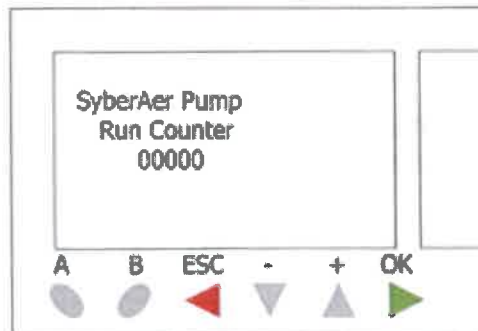 SyberAer Pump
Run Counter
00000
A B ESC - + OK